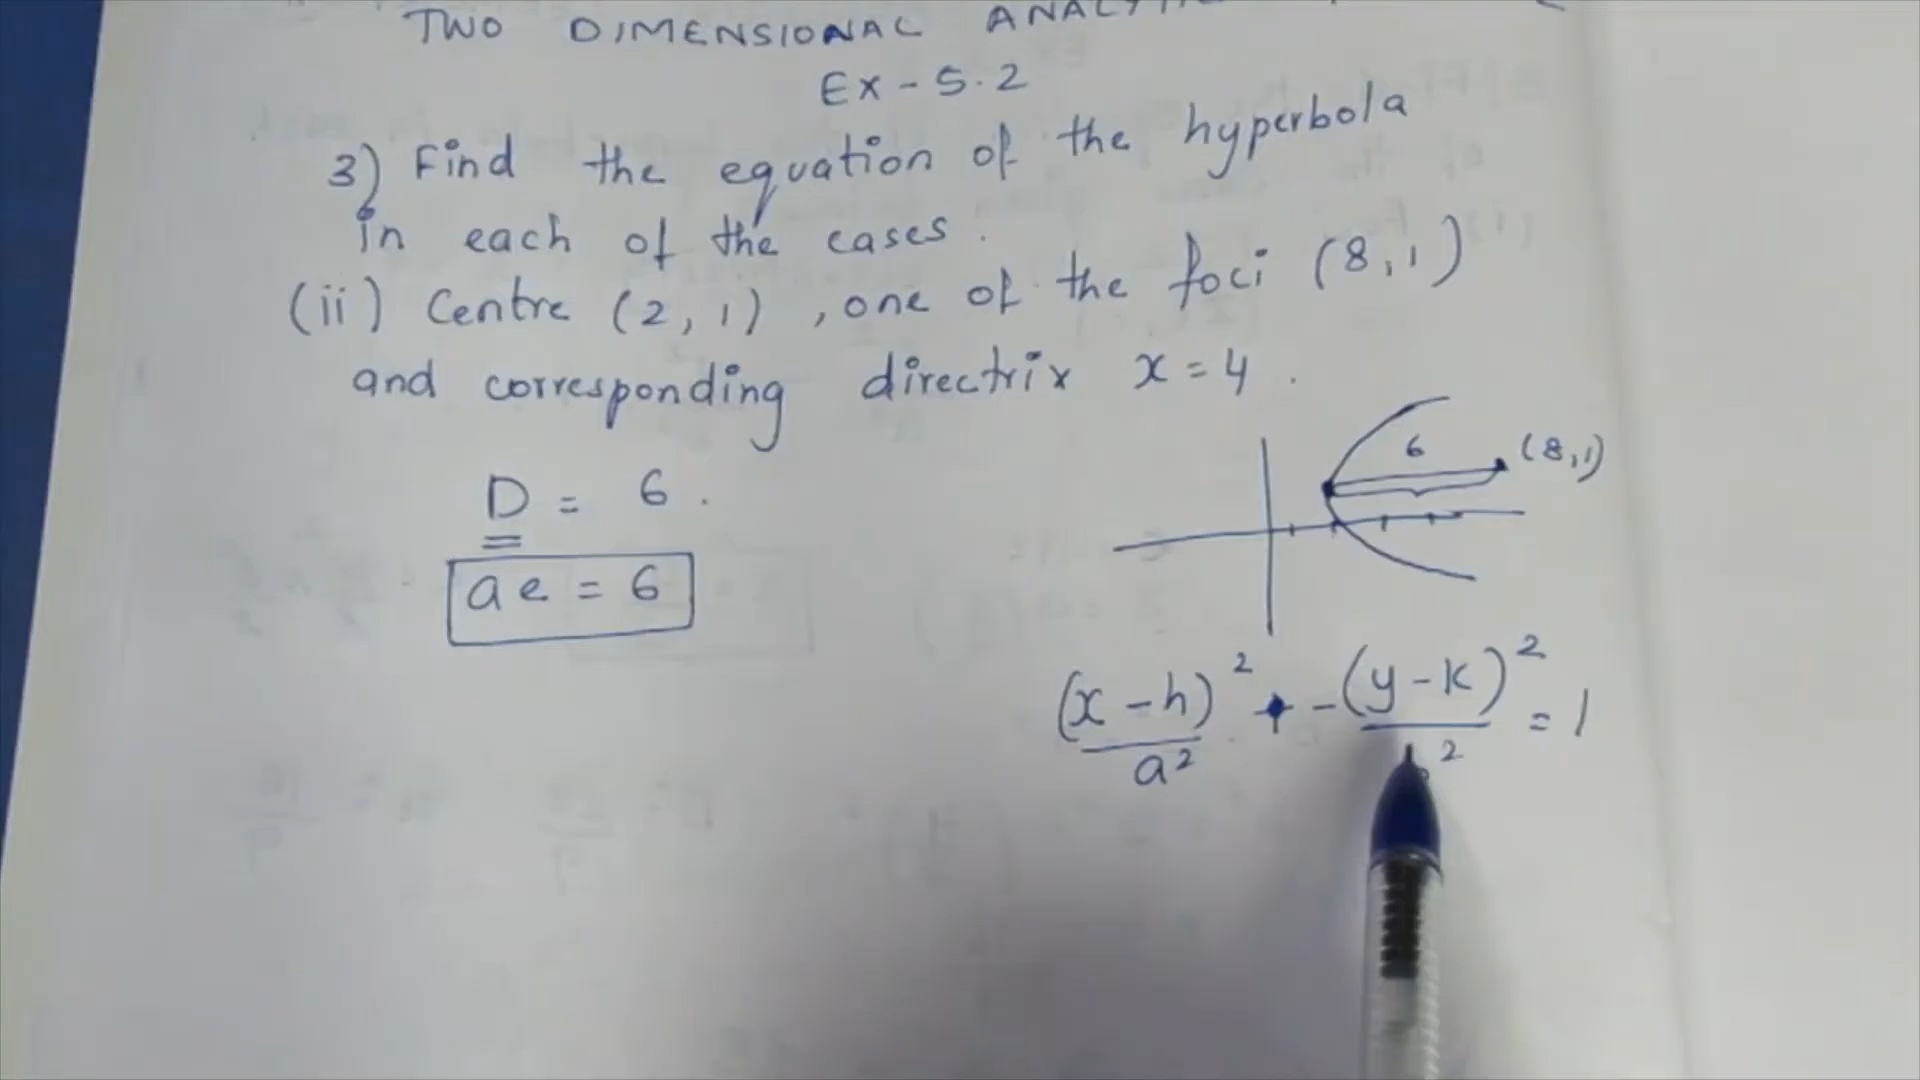 TWO DIMENSIONAL
Ex - 5.2
3) Find the equation of the hyperbola
in each of the cases.
(ii) Centre (2,1), one of the foci (8,1)
and corresponding directrix x = 4.
6 (8,1)
D = 6.
ae = 6
(x-h)² - (y-k)² = 1
a² ²